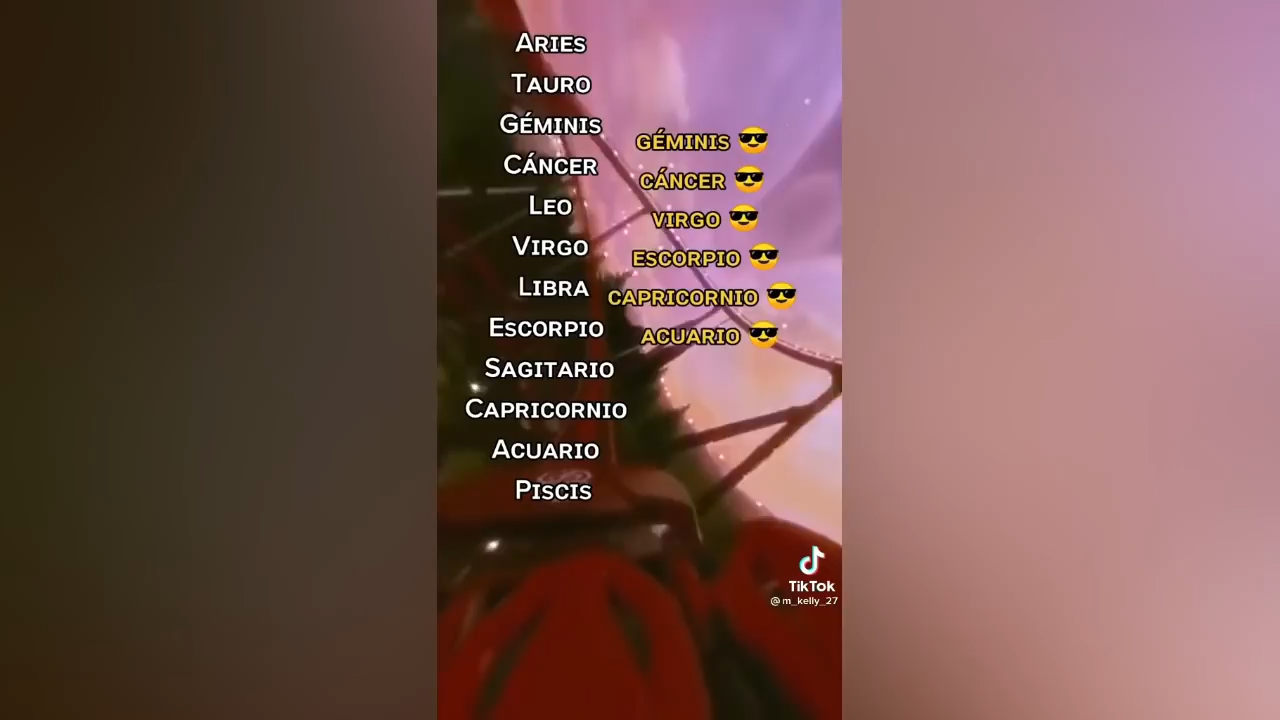 Aries
Tauro
Géminis
Cáncer
Leo
Virgo
Libra
Escorpio
Sagitario
Capricornio
Acuario
Piscis
GÉMINIS 😎
CÁNCER 😎
VIRGO 😎
ESCORPIO 😎
CAPRICORNIO 😎
ACUARIO 😎
TikTok
@m_kelly_27